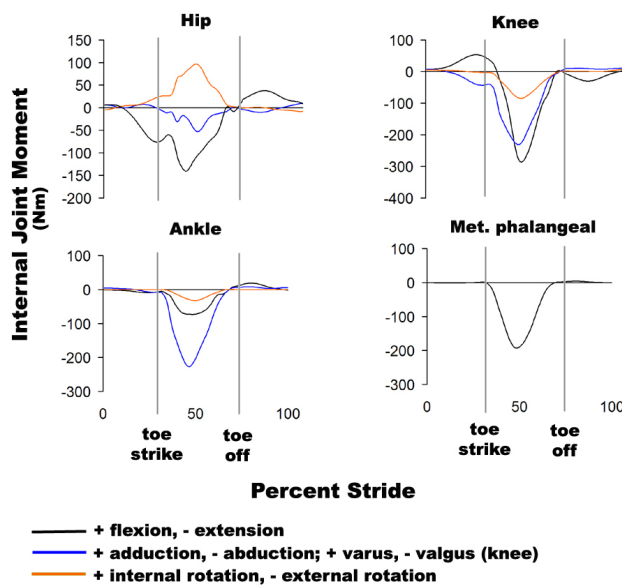 Hip
Knee
150
100
50
0
-50
-100
-150
-200
100
0
-100
-200
-300
-400
Internal Joint Moment
(Nm)
Ankle
Met. phalangeal
100
0
-100
-200
-300
100
0
-100
-200
-300
0 50 100
0 50 100
toe
strike
toe
off
toe
strike
toe
off
Percent Stride
+ flexion, - extension
+ adduction, - abduction; + varus, - valgus (knee)
+ internal rotation, - external rotation